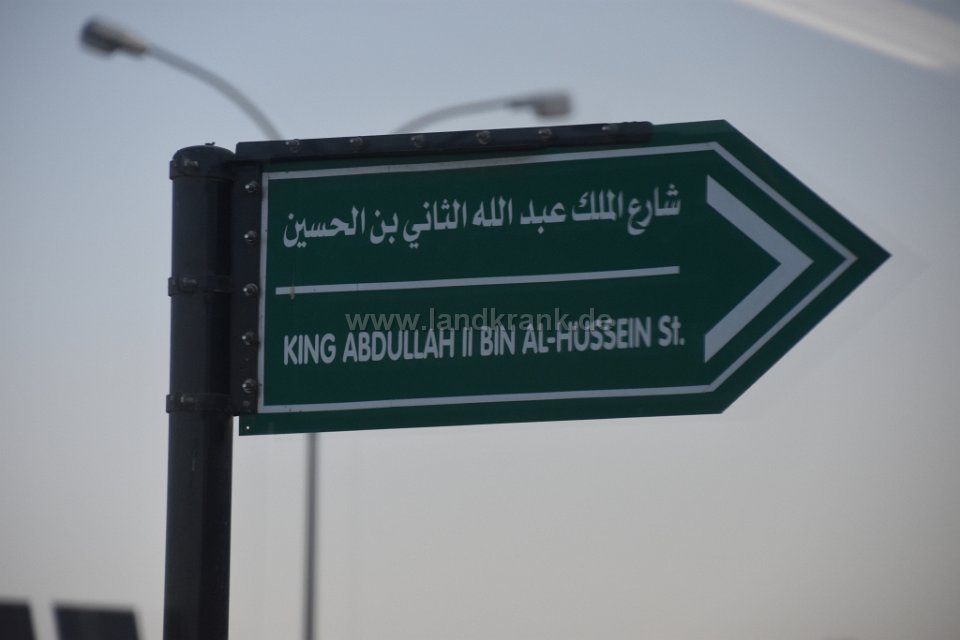 شارع الملك عبد الله الثاني بن الحسين
www.landkrank.de
KING ABDULLAH II BIN AL-HUSSEIN St.